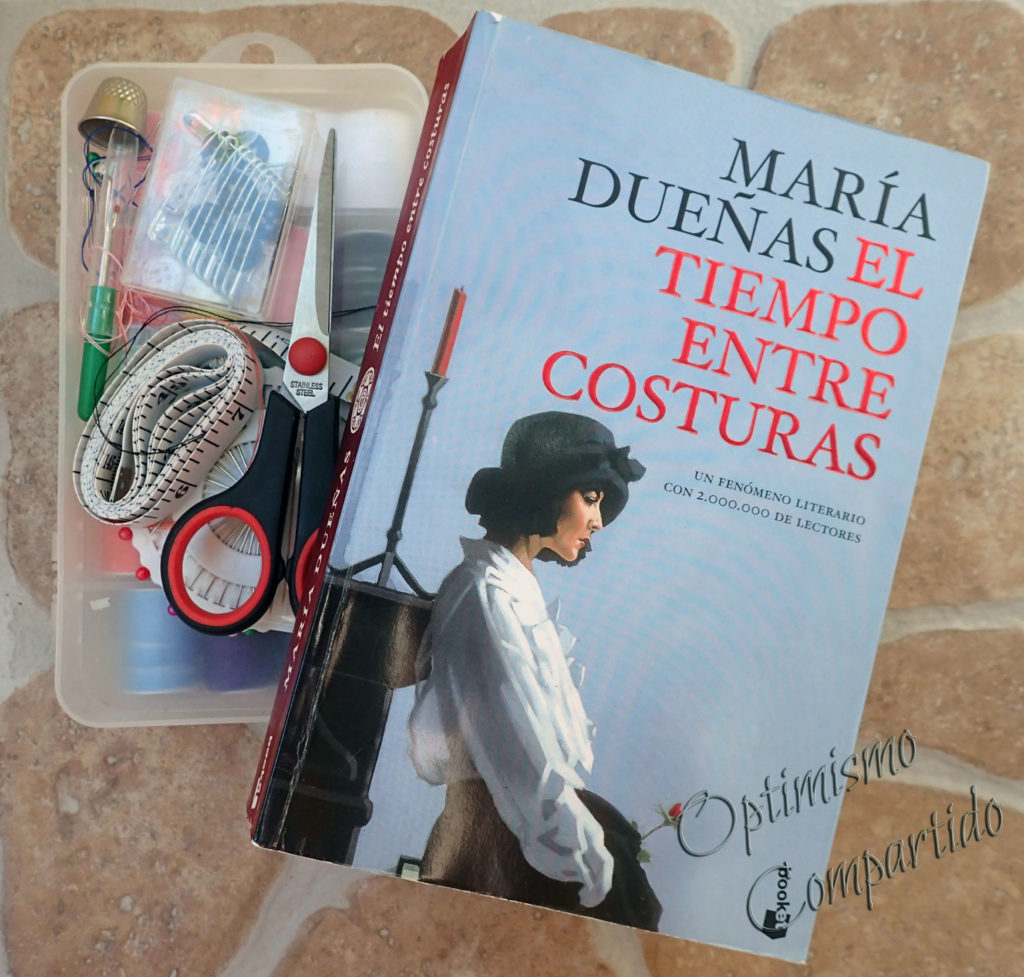 MARÍA
DUEÑAS EL
TIEMPO
ENTRE
COSTURAS
UN FENÓMENO LITERARIO
CON 2.000.000 DE LECTORES
booket
MARÍA DUEÑAS El tiempo entre costuras
STAINLESS
STEEL
7
Optimismo
Compartido